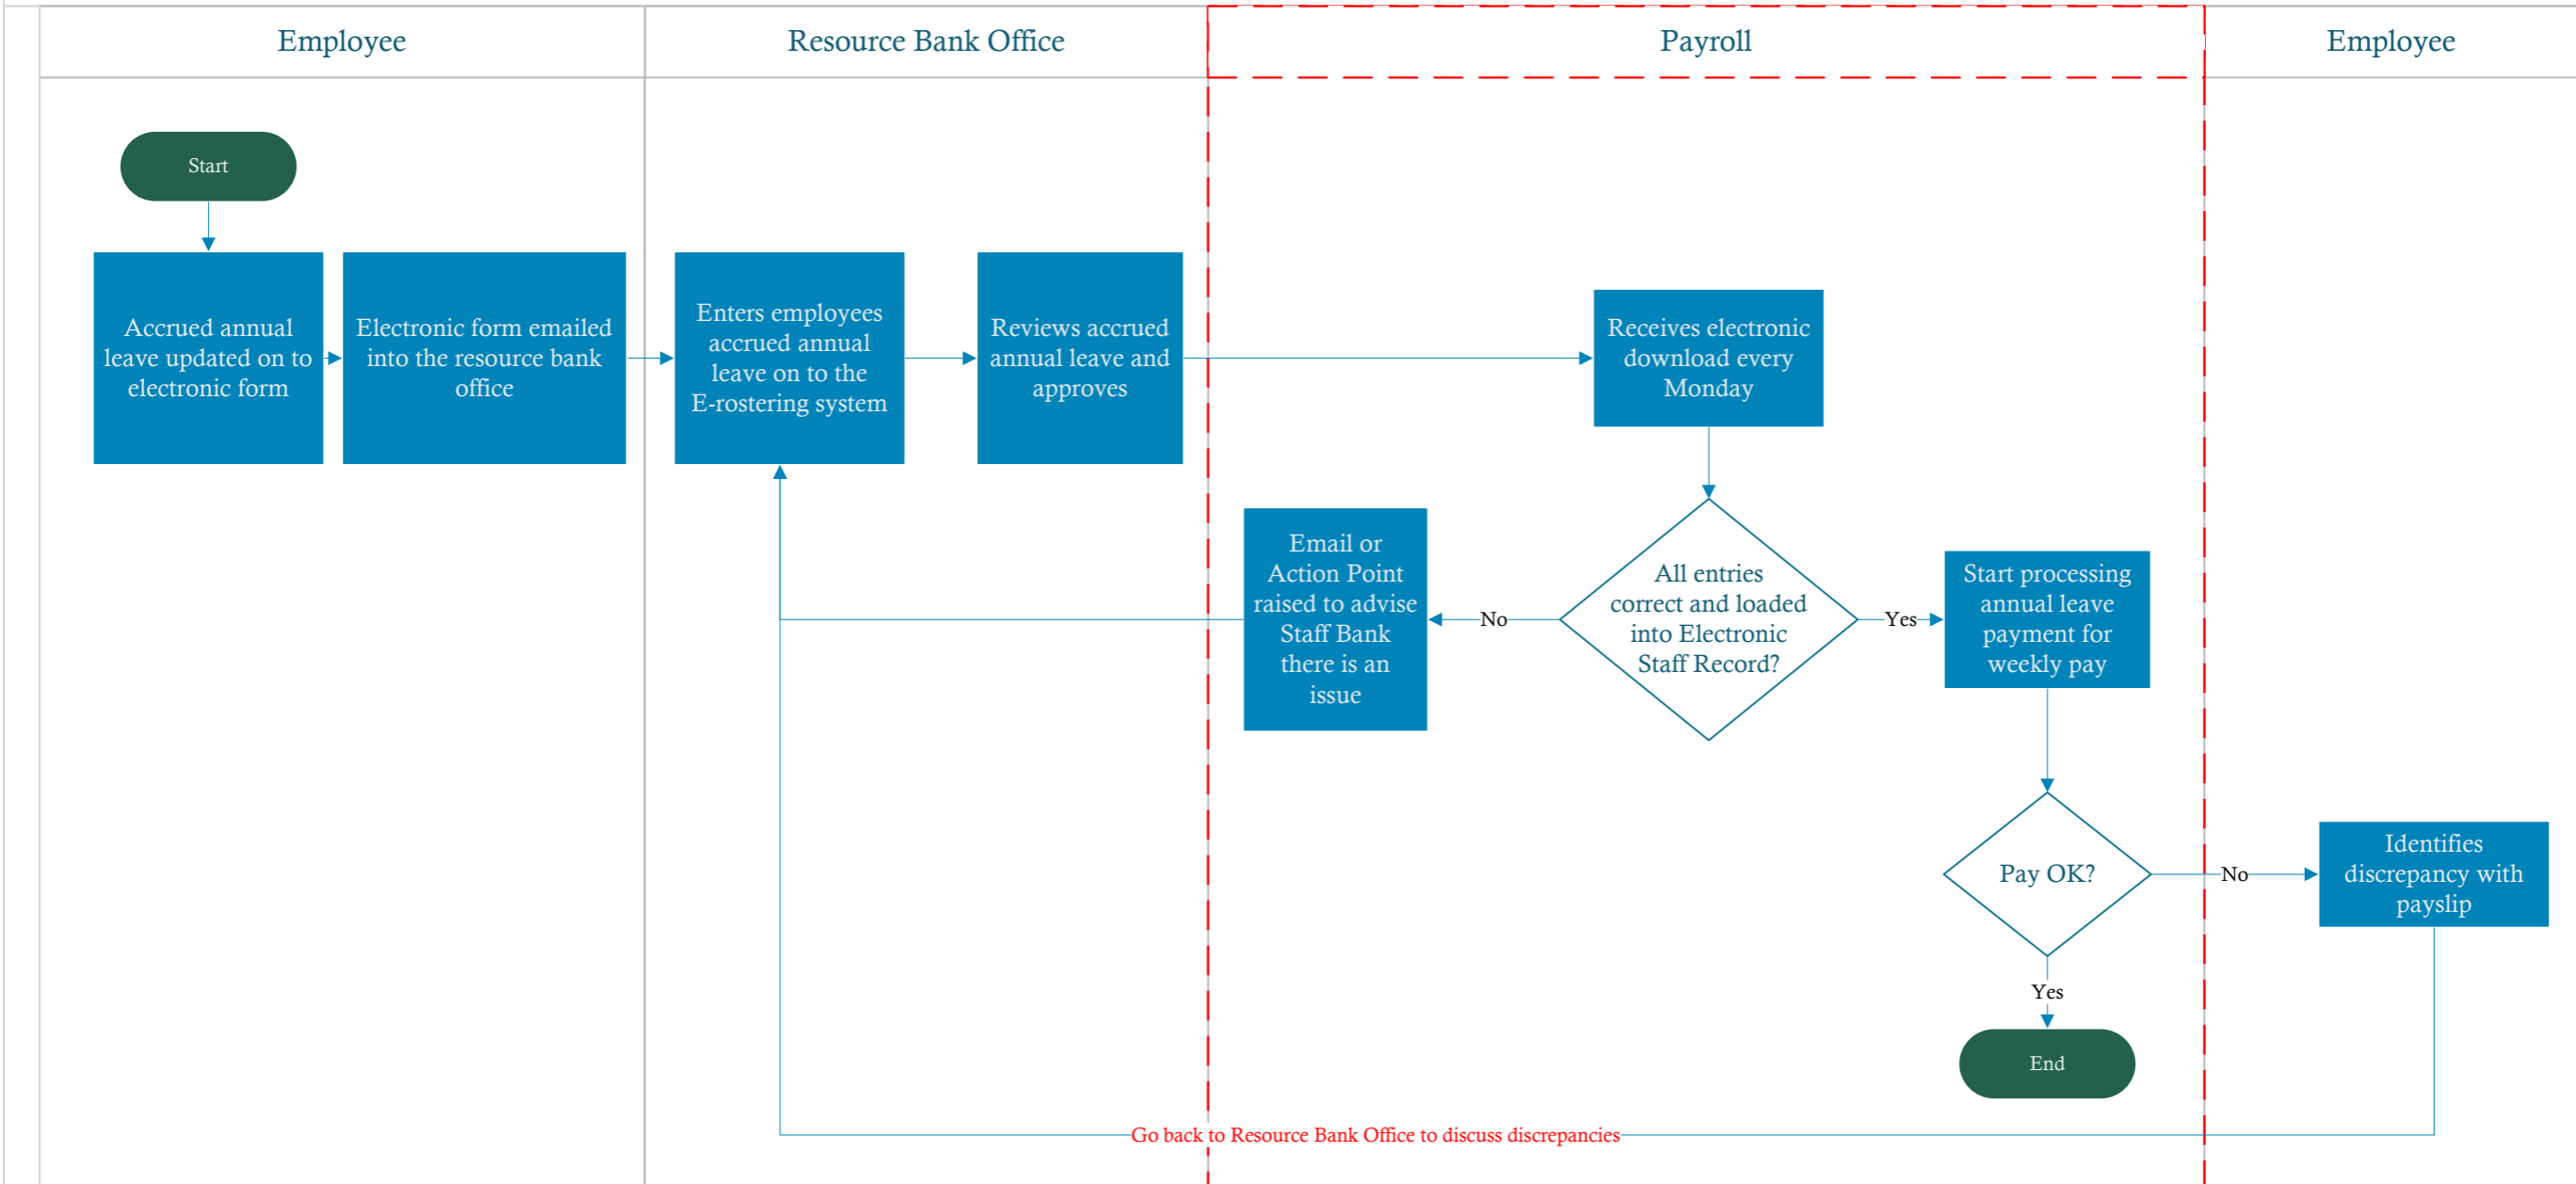 Employee
Resource Bank Office
Payroll
Employee
Start
Accrued annual
leave updated on to
electronic form
Electronic form emailed
into the resource bank
office
Enters employees
accrued annual
leave on to the
E-rostering system
Reviews accrued
annual leave and
approves
Receives electronic
download every
Monday
Email or
Action Point
raised to advise
Staff Bank
there is an
issue
No
All entries
correct and loaded
into Electronic
Staff Record?
Yes
Start processing
annual leave
payment for
weekly pay
Pay OK?
No
Identifies
discrepancy with
payslip
Yes
End
Go back to Resource Bank Office to discuss discrepancies